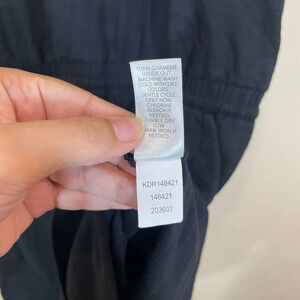 TURN GARMENT
INSIDE OUT.
MACHINE WASH
COLD WITH LIKE
COLORS.
GENTLE CYCLE.
ONLY NON-
CHLORINE
BLEACH IF
NEEDED.
TUMBLE DRY
LOW.
WARM IRON IF
NEEDED.
KDR148421
148421
203603